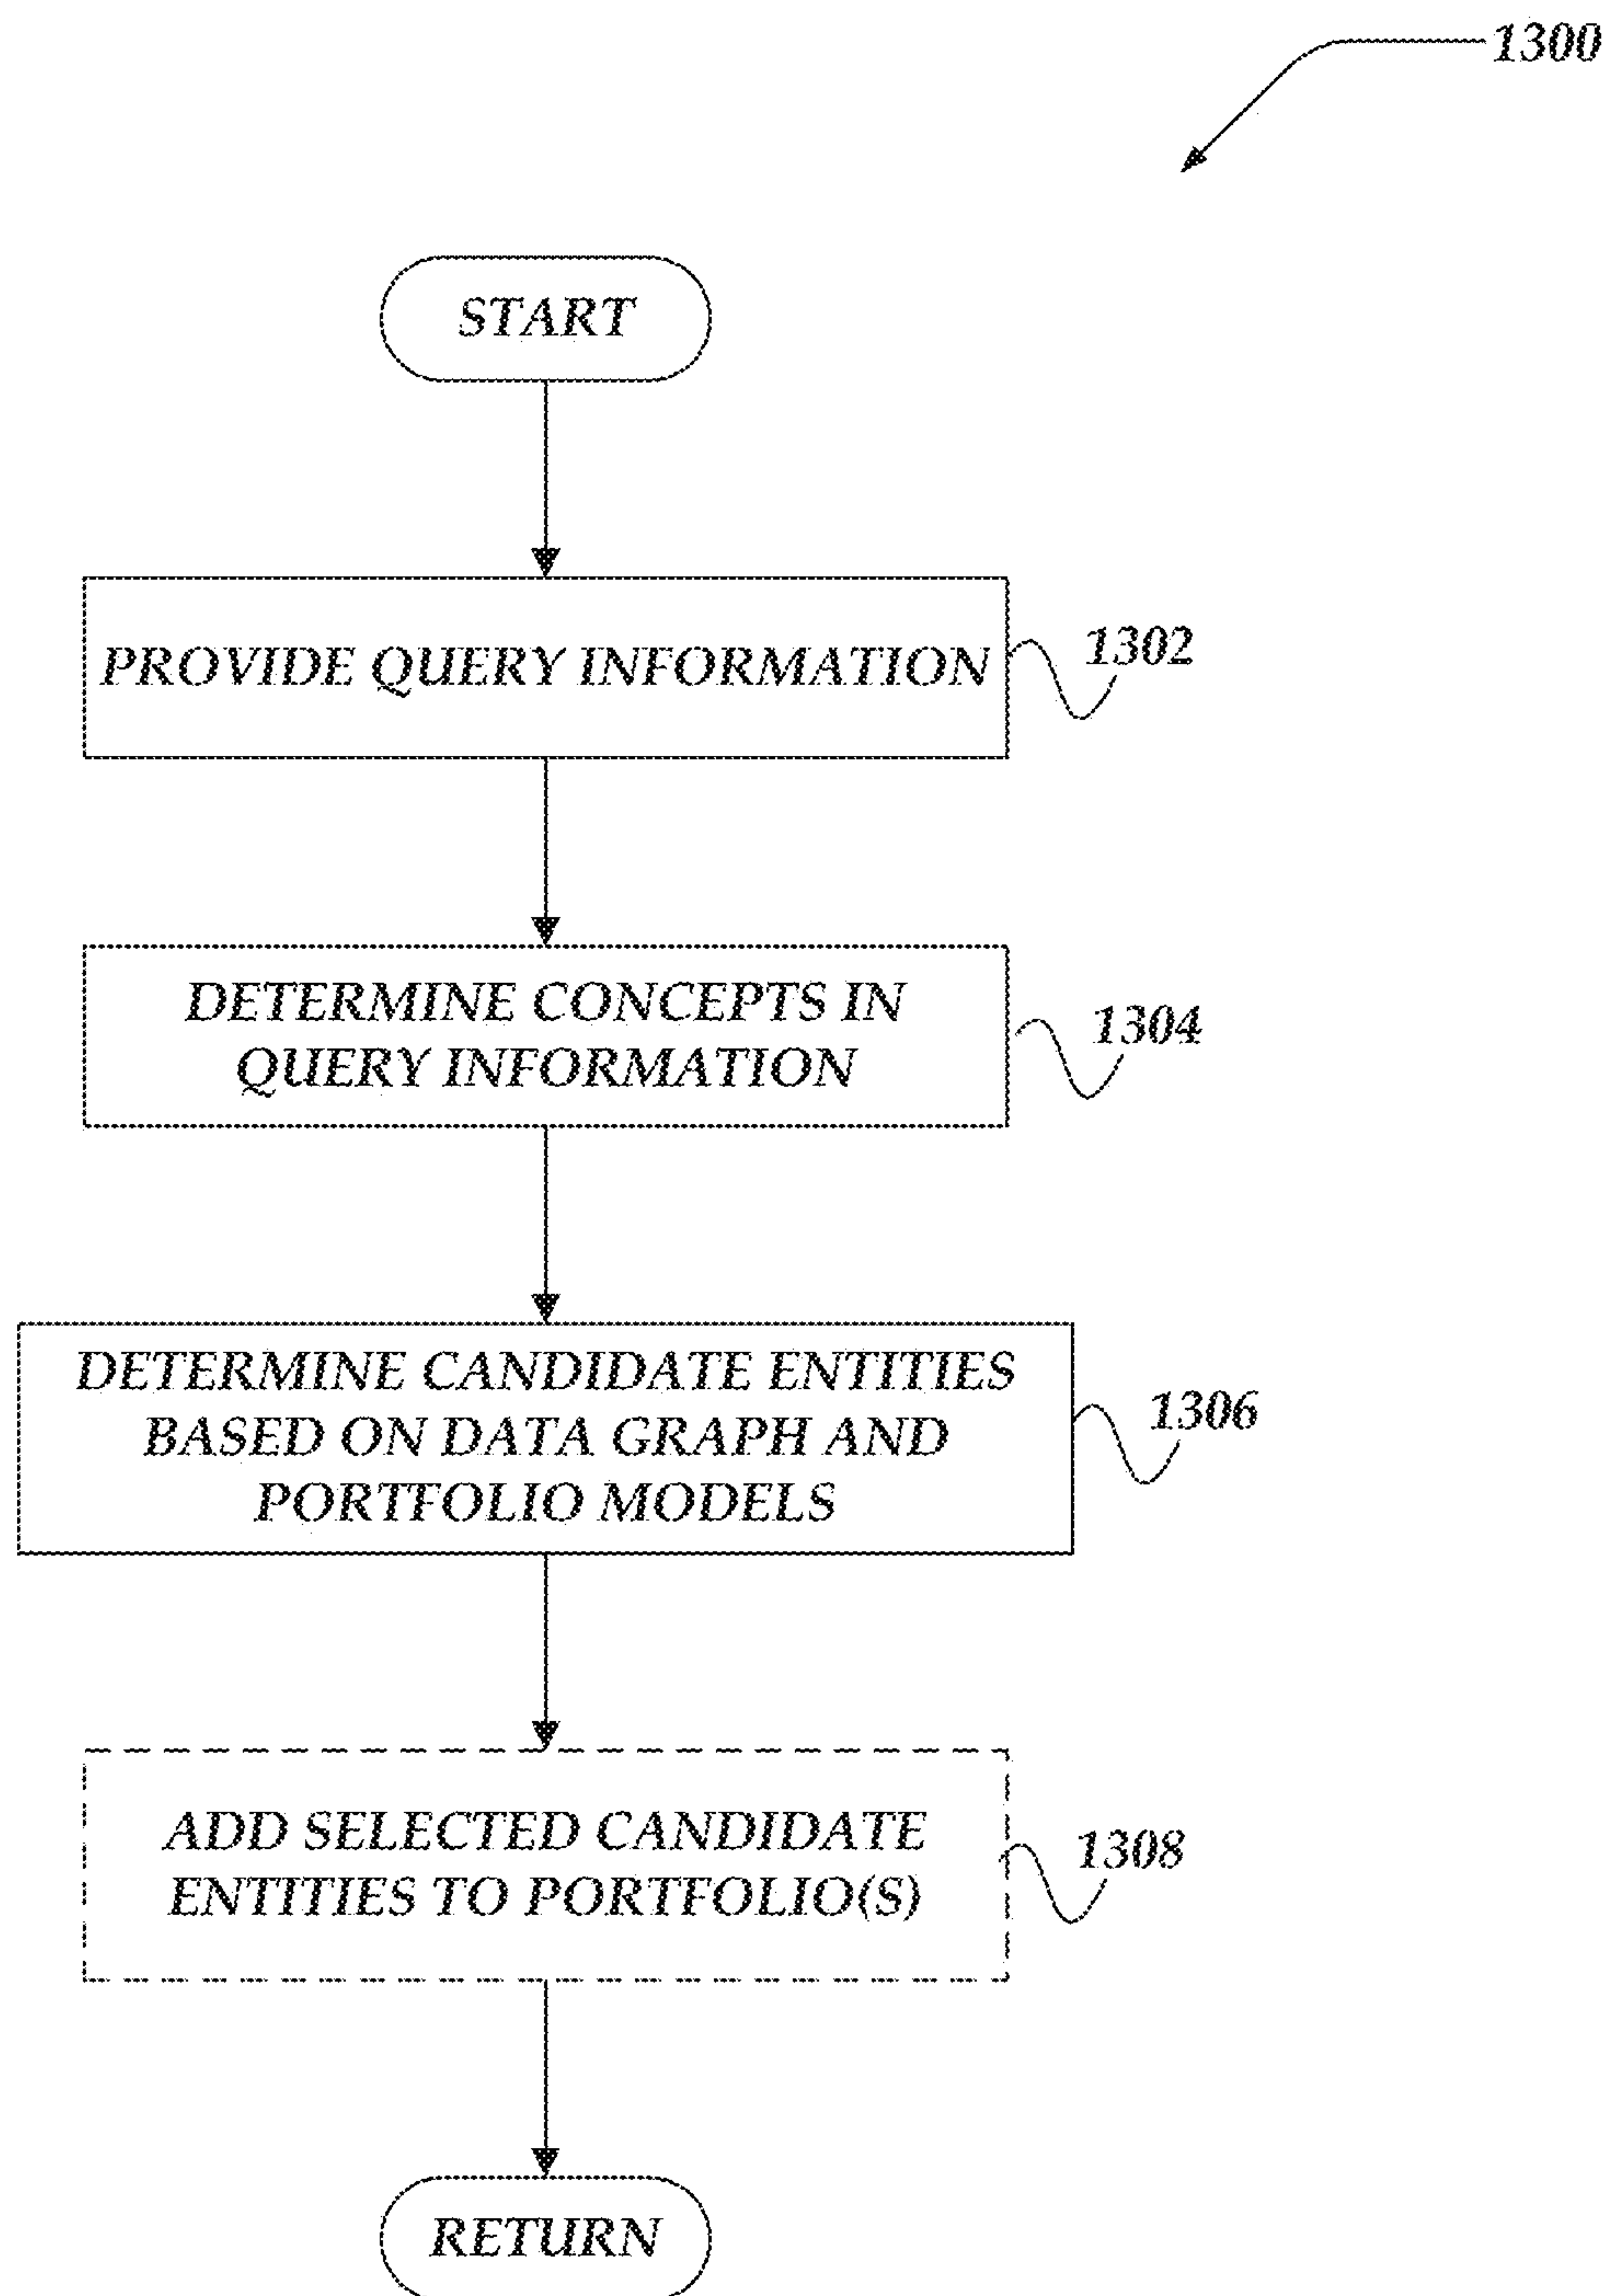 1300
START
PROVIDE QUERY INFORMATION
1302
DETERMINE CONCEPTS IN
QUERY INFORMATION
1304
DETERMINE CANDIDATE ENTITIES
BASED ON DATA GRAPH AND
PORTFOLIO MODELS
1306
ADD SELECTED CANDIDATE
ENTITIES TO PORTFOLIO(S)
1308
RETURN